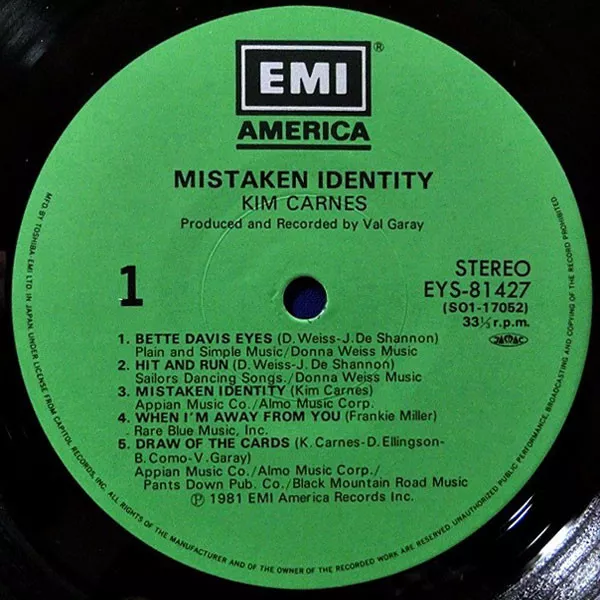 EMI
®
AMERICA
MISTAKEN IDENTITY
KIM CARNES
Produced and Recorded by Val Garay
1
STEREO
EYS-81427
(SO1-17052)
33⅓ r.p.m.
JASRAC
1. BETTE DAVIS EYES (D. Weiss-J. De Shannon)
Plain and Simple Music/Donna Weiss Music
2. HIT AND RUN (D. Weiss-J. De Shannon)
Sailors Dancing Songs./Donna Weiss Music
3. MISTAKEN IDENTITY (Kim Carnes)
Appian Music Co./Almo Music Corp.
4. WHEN I'M AWAY FROM YOU (Frankie Miller)
Rare Blue Music, Inc.
5. DRAW OF THE CARDS (K. Carnes-D. Ellingson-
B. Como-V. Garay)
Appian Music Co./Almo Music Corp./
Pants Down Pub. Co./Black Mountain Road Music
℗ 1981 EMI America Records Inc.
MFD. BY TOSHIBA EMI LTD. IN JAPAN, UNDER LICENSE FROM CAPITOL RECORDS, INC. ALL RIGHTS OF THE MANUFACTURER AND OF THE OWNER OF THE RECORDED WORK ARE RESERVED. UNAUTHORIZED PUBLIC PERFORMANCE, BROADCASTING AND COPYING OF THE RECORD PROHIBITED.